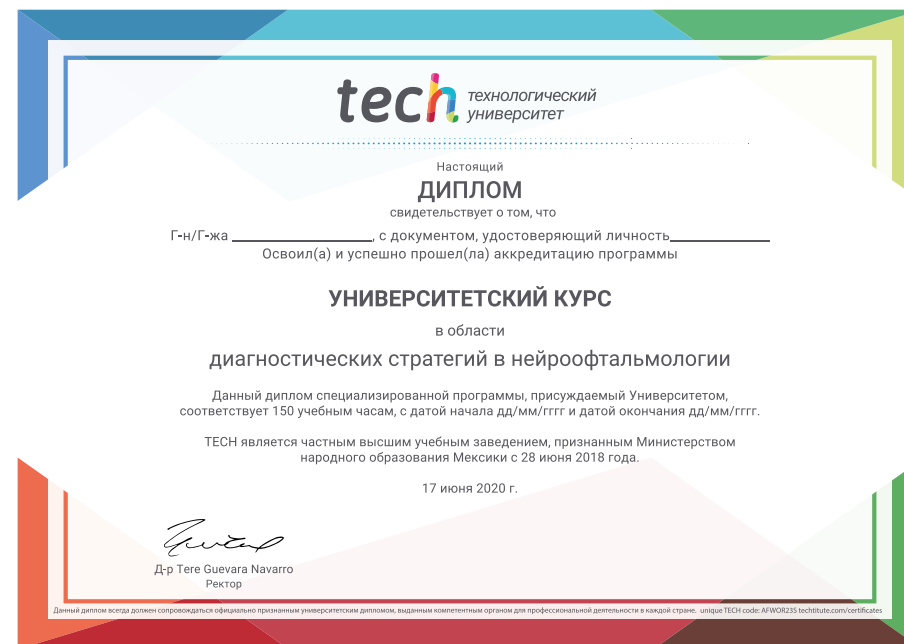 tech технологический
университет
Настоящий
ДИПЛОМ
свидетельствует о том, что
Г-н/Г-жа ____________, с документом, удостоверяющий личность____________
Освоил(а) и успешно прошел(ла) аккредитацию программы
УНИВЕРСИТЕТСКИЙ КУРС
в области
диагностических стратегий в нейроофтальмологии
Данный диплом специализированной программы, присуждаемый Университетом,
соответствует 150 учебным часам, с датой начала дд/мм/гггг и датой окончания дд/мм/гггг.
TECH является частным высшим учебным заведением, признанным Министерством
народного образования Мексики с 28 июня 2018 года.
17 июня 2020 г.
Д-р Tere Guevara Navarro
Ректор
Данный диплом всегда должен сопровождаться официально признанным университетским дипломом, выданным компетентным органом для профессиональной деятельности в каждой стране. unique TECH code: AFWOR23S techtitute.com/certificates